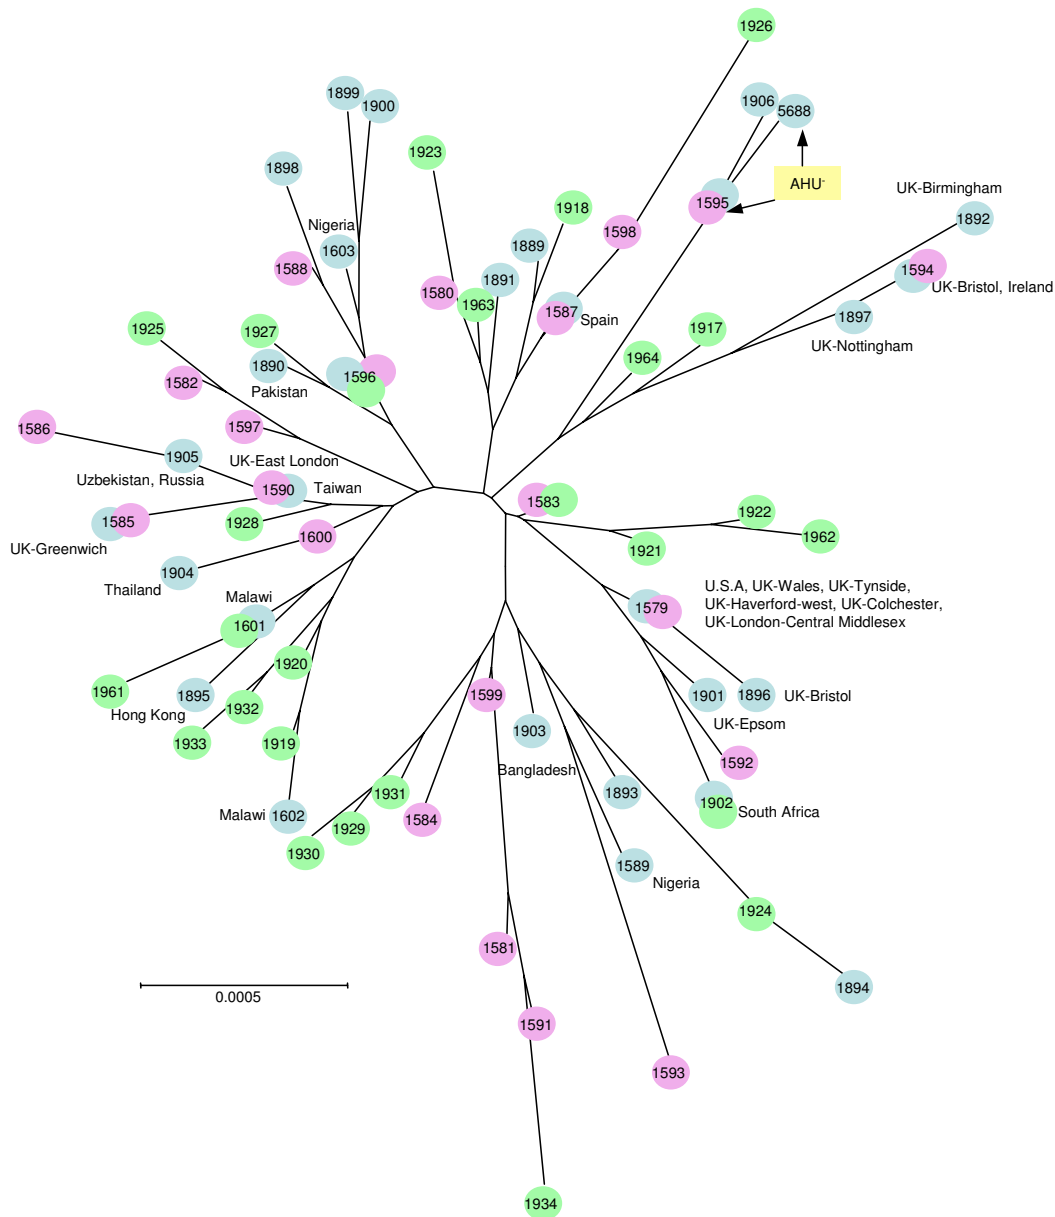 1926
1899
1900
1906
5688
1923
1898
AHU-
UK-Birmingham
1918
1595
1892
Nigeria
1598
1889
1603
1588
1594
1891
UK-Bristol, Ireland
1580
1963
1587
Spain
1897
1925
1927
1917
UK-Nottingham
1964
1890
1596
1582
Pakistan
1597
1586
1905
UK-East London
Uzbekistan, Russia
1590
Taiwan
1583
1585
1928
1922
UK-Greenwich
1600
1962
1921
1904
Thailand
U.S.A, UK-Wales, UK-Tynside,
UK-Haverford-west, UK-Colchester,
UK-London-Central Middlesex
Malawi
1579
1601
1920
1961
1895
1599
1901
1896
UK-Bristol
Hong Kong
1932
UK-Epsom
1933
1919
1903
1592
Bangladesh
1931
1893
1902
South Africa
Malawi
1602
1584
1929
1930
1589
Nigeria
1924
1581
1894
0.0005
1591
1593
1934